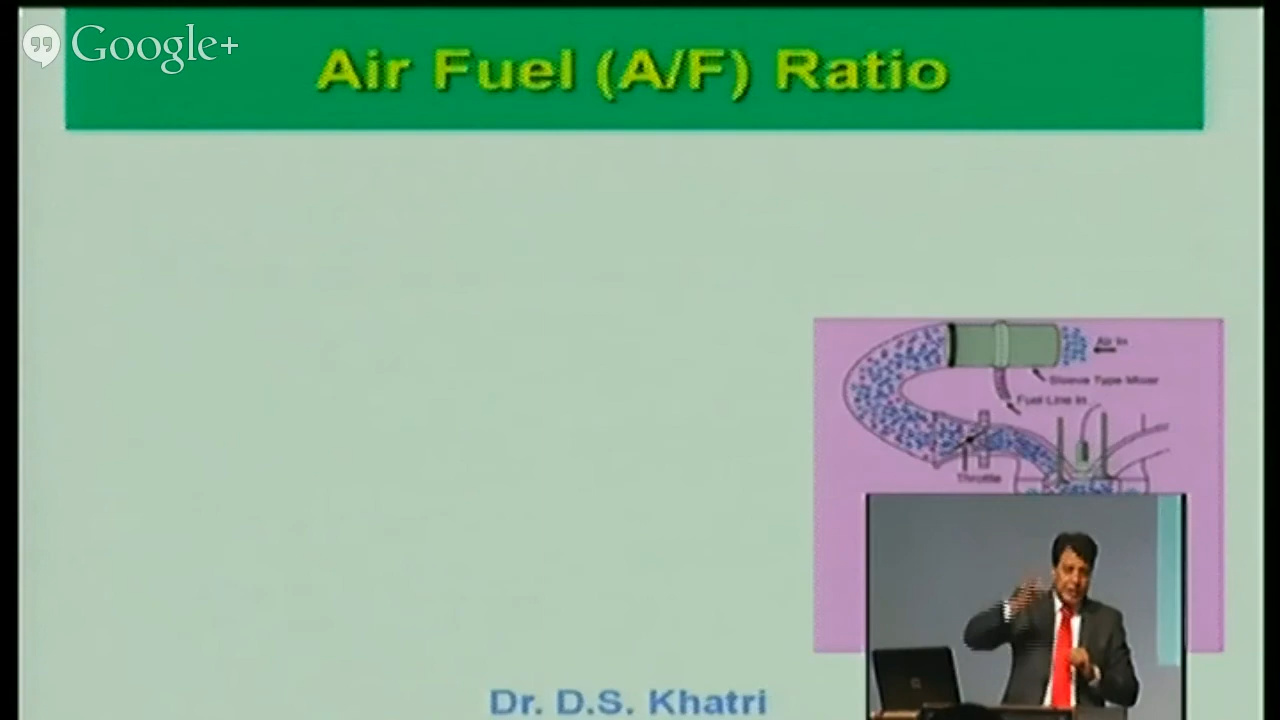 Google+
Air Fuel (A/F) Ratio
Air In
Sleeve Type Mixer
Fuel Line In
Throttle
Dr. D.S. Khatri